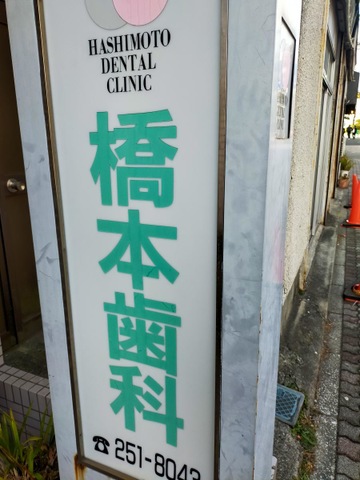 HASHIMOTO
DENTAL
CLINIC
橋本歯科
☎251-8043